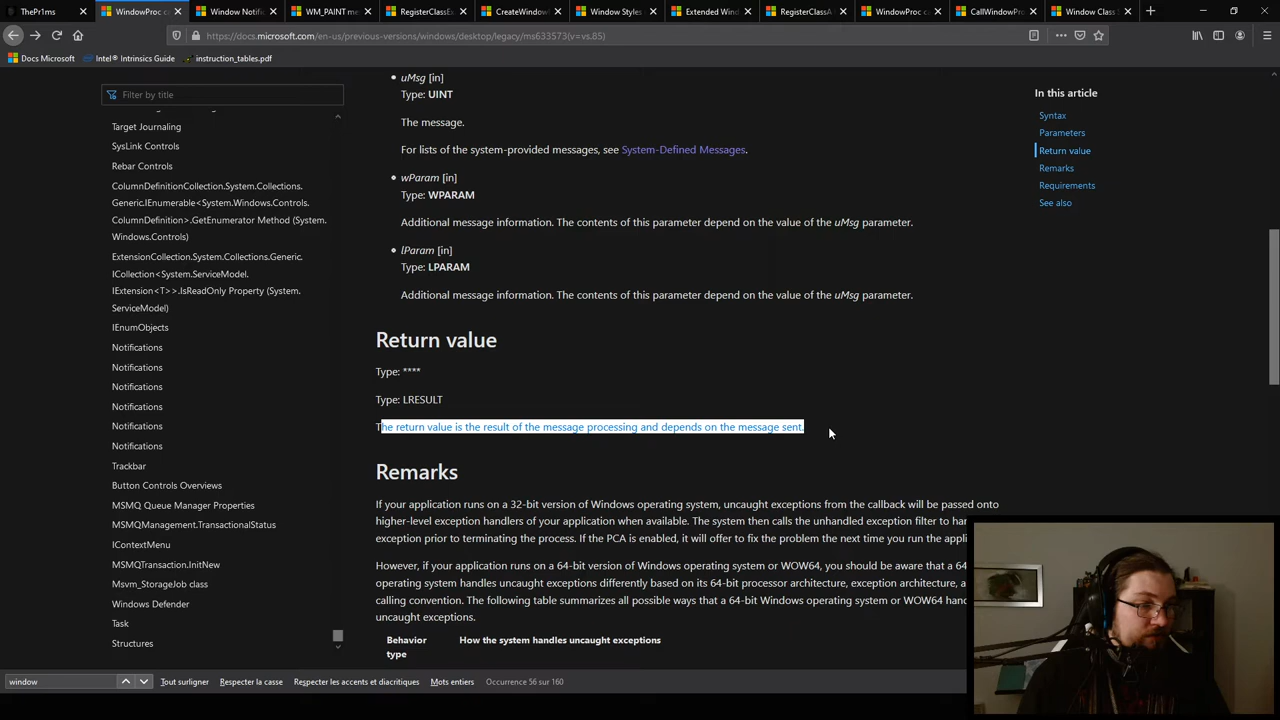 ThePr1ms
WindowProc ca
Window Notif
WM_PAINT me
RegisterClassEx
CreateWindow
Window Styles
Extended Wind
RegisterClassA
WindowProc ca
CallWindowPro
Window Class S
https://docs.microsoft.com/en-us/previous-versions/windows/desktop/legacy/ms633573(v=vs.85)
Docs Microsoft
Intel® Intrinsics Guide
instruction_tables.pdf
Filter by title
Target Journaling
SysLink Controls
Rebar Controls
ColumnDefinitionCollection.System.Collections.
Generic.IEnumerable<System.Windows.Controls.
ColumnDefinition>.GetEnumerator Method (System.
Windows.Controls)
ExtensionCollection.System.Collections.Generic.
ICollection<System.ServiceModel.
IExtension<T>>.IsReadOnly Property (System.
ServiceModel)
IEnumObjects
Notifications
Notifications
Notifications
Notifications
Notifications
Notifications
Trackbar
Button Controls Overviews
MSMQ Queue Manager Properties
MSMQManagement.TransactionalStatus
IContextMenu
MSMQTransaction.InitNew
Msvm_StorageJob class
Windows Defender
Task
Structures
uMsg [in]
Type: UINT
The message.
For lists of the system-provided messages, see System-Defined Messages.
wParam [in]
Type: WPARAM
Additional message information. The contents of this parameter depend on the value of the uMsg parameter.
lParam [in]
Type: LPARAM
Additional message information. The contents of this parameter depend on the value of the uMsg parameter.
Return value
Type: ****
Type: LRESULT
The return value is the result of the message processing and depends on the message sent.
Remarks
If your application runs on a 32-bit version of Windows operating system, uncaught exceptions from the callback will be passed onto
higher-level exception handlers of your application when available. The system then calls the unhandled exception filter to han
exception prior to terminating the process. If the PCA is enabled, it will offer to fix the problem the next time you run the appli
However, if your application runs on a 64-bit version of Windows operating system or WOW64, you should be aware that a 64
operating system handles uncaught exceptions differently based on its 64-bit processor architecture, exception architecture, a
calling convention. The following table summarizes all possible ways that a 64-bit Windows operating system or WOW64 hand
uncaught exceptions.
Behavior
type
How the system handles uncaught exceptions
In this article
Syntax
Parameters
Return value
Remarks
Requirements
See also
window
Tout surligner
Respecter la casse
Respecter les accents et diacritiques
Mots entiers
Occurrence 56 sur 160